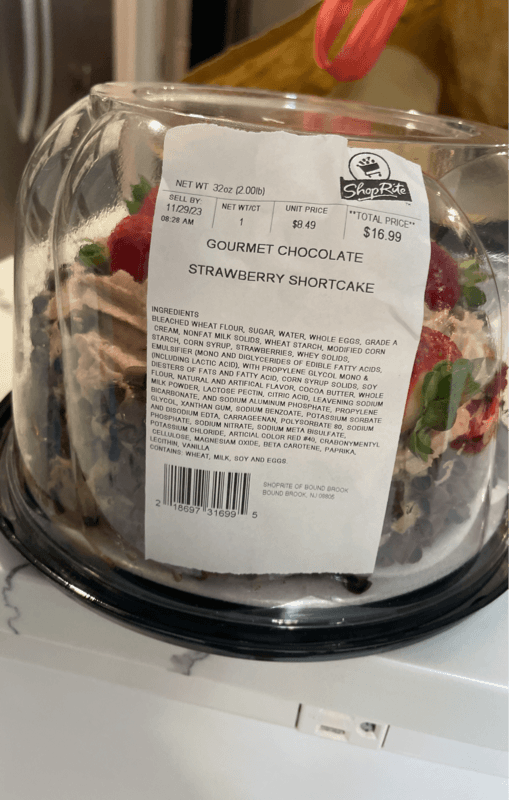 ShopRite
NET WT 32oz (2.00lb)
SELL BY:
11/29/23
08:28 AM
NET WT/CT
1
UNIT PRICE
$8.49
**TOTAL PRICE**
$16.99
GOURMET CHOCOLATE
STRAWBERRY SHORTCAKE
INGREDIENTS
BLEACHED WHEAT FLOUR, SUGAR, WATER, WHOLE EGGS, GRADE A
CREAM, NONFAT MILK SOLIDS, WHEAT STARCH, MODIFIED CORN
STARCH, CORN SYRUP, STRAWBERRIES, WHEY SOLIDS,
EMULSIFIER (MONO AND DIGLYCERIDES OF EDIBLE FATTY ACIDS,
(INCLUDING LACTIC ACID), WITH PROPYLENE GLYCOL MONO &
DIESTERS OF FATS AND FATTY ACID, CORN SYRUP SOLIDS, SOY
FLOUR, NATURAL AND ARTIFICAL FLAVOR, COCOA BUTTER, WHOLE
MILK POWDER, LACTOSE PECTIN, CITRIC ACID, LEAVENING SODIUM
BICARBONATE, AND SODIUM ALUMINUM PHOSPHATE, PROPYLENE
GLYCOL, XANTHAN GUM, SODIUM BENZOATE, POTASSIUM SORBATE
AND DISODIUM EDTA, CARRAGEENAN, POLYSORBATE 80, SODIUM
PHOSPHATE, SODIUM NITRATE, SODIUM META BISULFATE,
POTASSIUM CHLORIDE, ARTICIAL COLOR RED #40, CRABONYMENTYL
CELLULOSE, MAGNESIAM OXIDE, BETA CAROTENE, PAPRIKA,
LECITHIN, VANILLA
CONTAINS: WHEAT, MILK, SOY AND EGGS
2 18697 31699 5
SHOPRITE OF BOUND BROOK
BOUND BROOK, NJ 08805